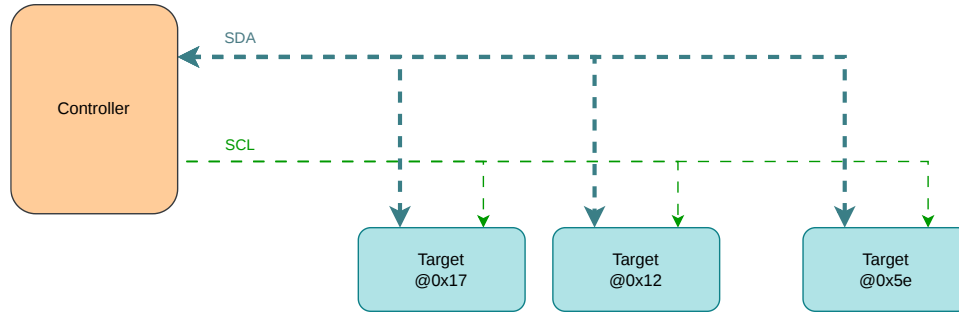 SDA
Controller
SCL
Target
@0x17
Target
@0x12
Target
@0x5e